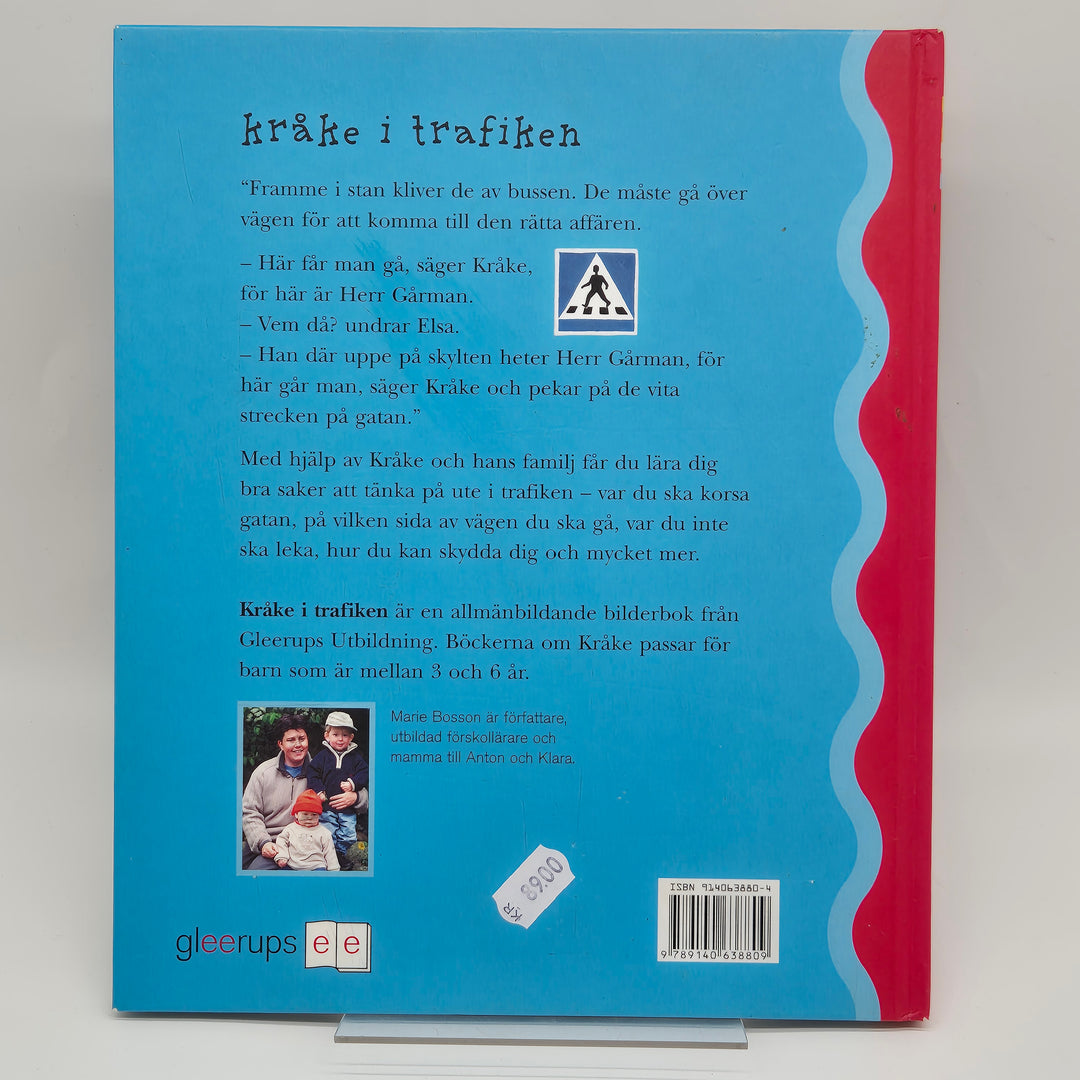 kråke i trafiken
“Framme i stan kliver de av bussen. De måste gå över
vägen för att komma till den rätta affären.
– Här får man gå, säger Kråke,
för här är Herr Gårman.
– Vem då? undrar Elsa.
– Han där uppe på skylten heter Herr Gårman, för
här går man, säger Kråke och pekar på de vita
strecken på gatan.”
Med hjälp av Kråke och hans familj får du lära dig
bra saker att tänka på ute i trafiken – var du ska korsa
gatan, på vilken sida av vägen du ska gå, var du inte
ska leka, hur du kan skydda dig och mycket mer.
Kråke i trafiken är en allmänbildande bilderbok från
Gleerups Utbildning. Böckerna om Kråke passar för
barn som är mellan 3 och 6 år.
Marie Bosson är författare,
utbildad förskollärare och
mamma till Anton och Klara.
KR 89.00
ISBN 914063880-4
9 789140 638809
gleerups e e